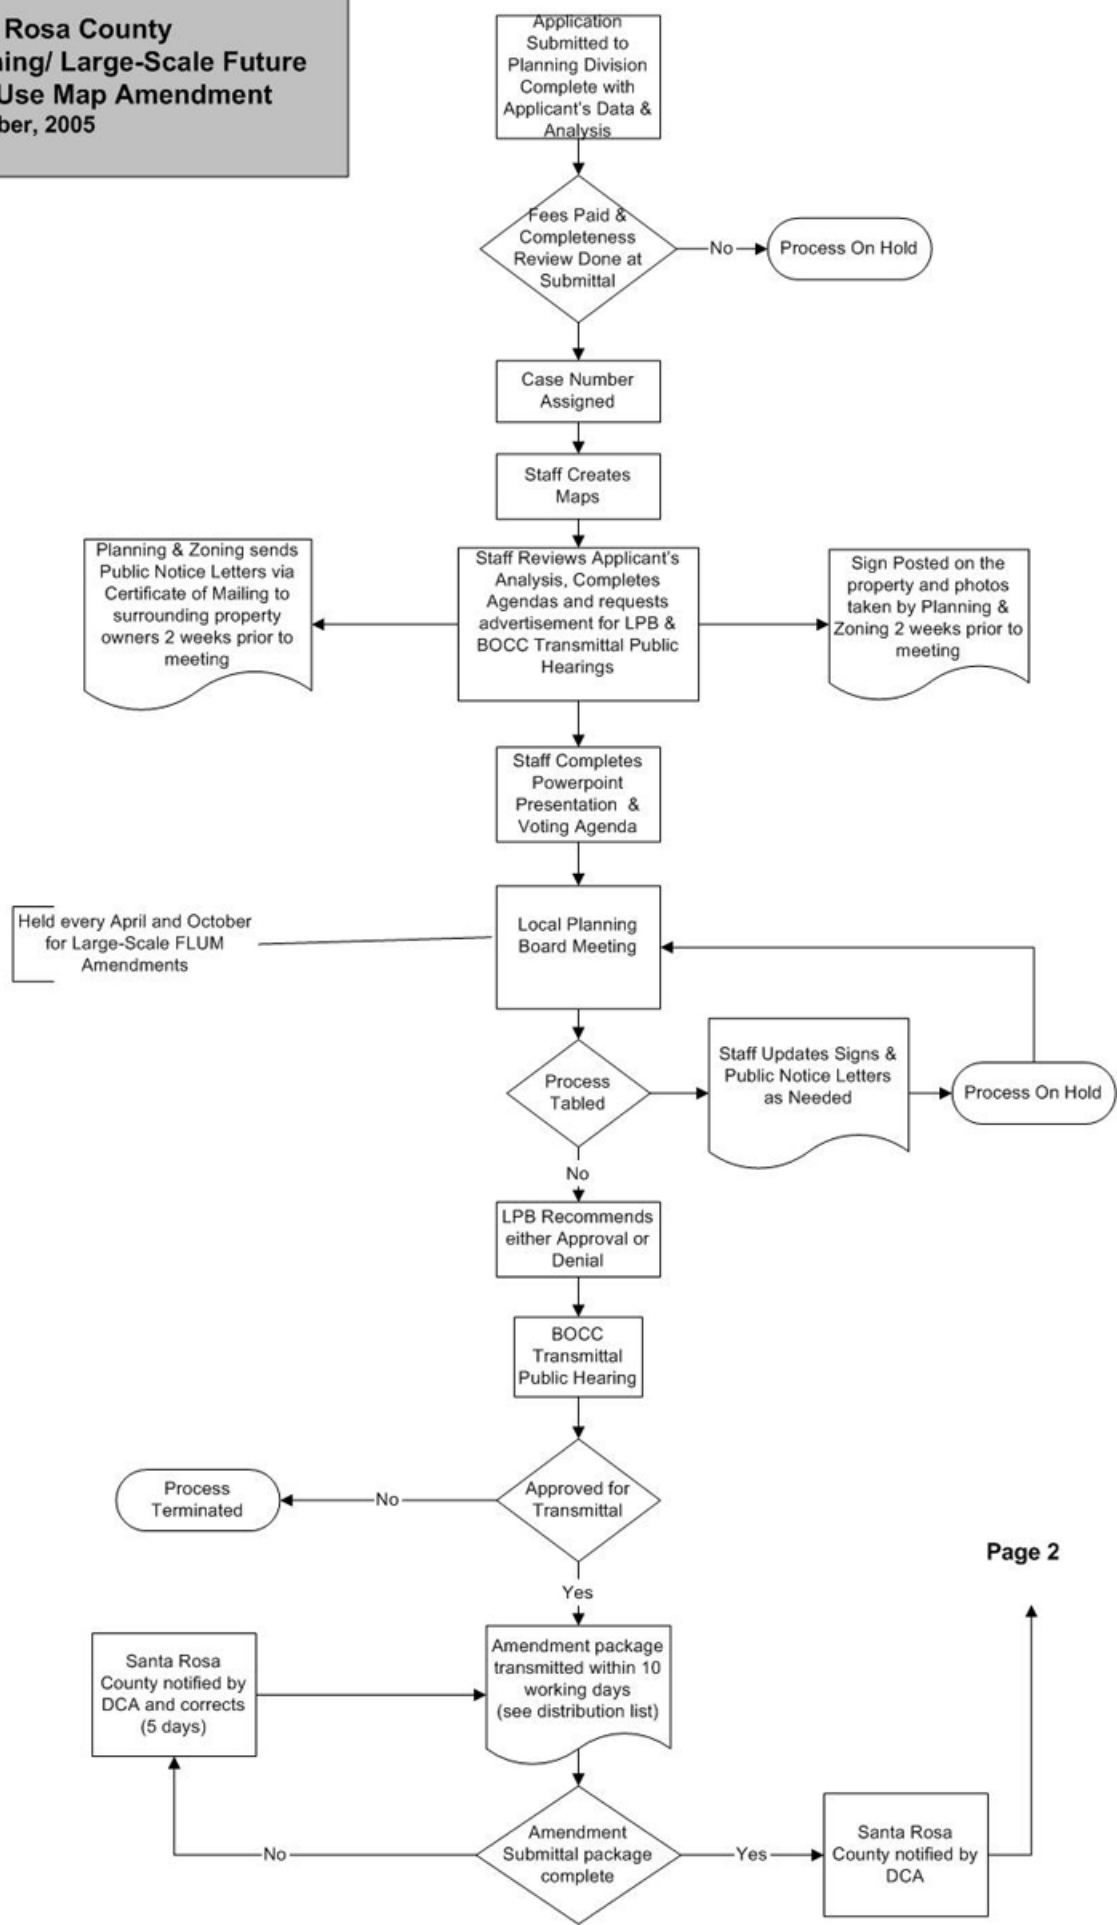 Rosa County
ing/ Large-Scale Future
Use Map Amendment
ber, 2005
Application
Submitted to
Planning Division
Complete with
Applicant's Data &
Analysis
Fees Paid &
Completeness
Review Done at
Submittal
No
Process On Hold
Case Number
Assigned
Staff Creates
Maps
Planning & Zoning sends
Public Notice Letters via
Certificate of Mailing to
surrounding property
owners 2 weeks prior to
meeting
Staff Reviews Applicant's
Analysis, Completes
Agendas and requests
advertisement for LPB &
BOCC Transmittal Public
Hearings
Sign Posted on the
property and photos
taken by Planning &
Zoning 2 weeks prior to
meeting
Staff Completes
Powerpoint
Presentation &
Voting Agenda
Held every April and October
for Large-Scale FLUM
Amendments
Local Planning
Board Meeting
Process
Tabled
Staff Updates Signs &
Public Notice Letters
as Needed
Process On Hold
No
LPB Recommends
either Approval or
Denial
BOCC
Transmittal
Public Hearing
Approved for
Transmittal
No
Process
Terminated
Yes
Page 2
Santa Rosa
County notified by
DCA and corrects
(5 days)
Amendment package
transmitted within 10
working days
(see distribution list)
Amendment
Submittal package
complete
No
Yes
Santa Rosa
County notified by
DCA